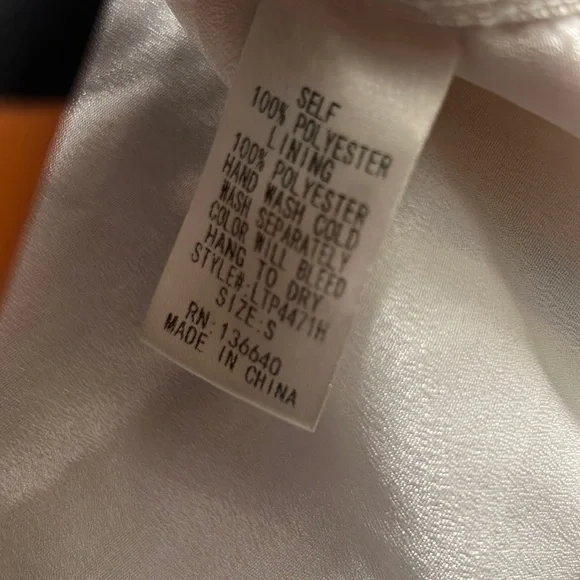 SELF
100% POLYESTER
LINING
100% POLYESTER
HAND WASH COLD
WASH SEPARATELY
COLOR WILL BLEED
HANG TO DRY
STYLE#:LTP4471H
SIZE:S
RN: 136640
MADE IN CHINA